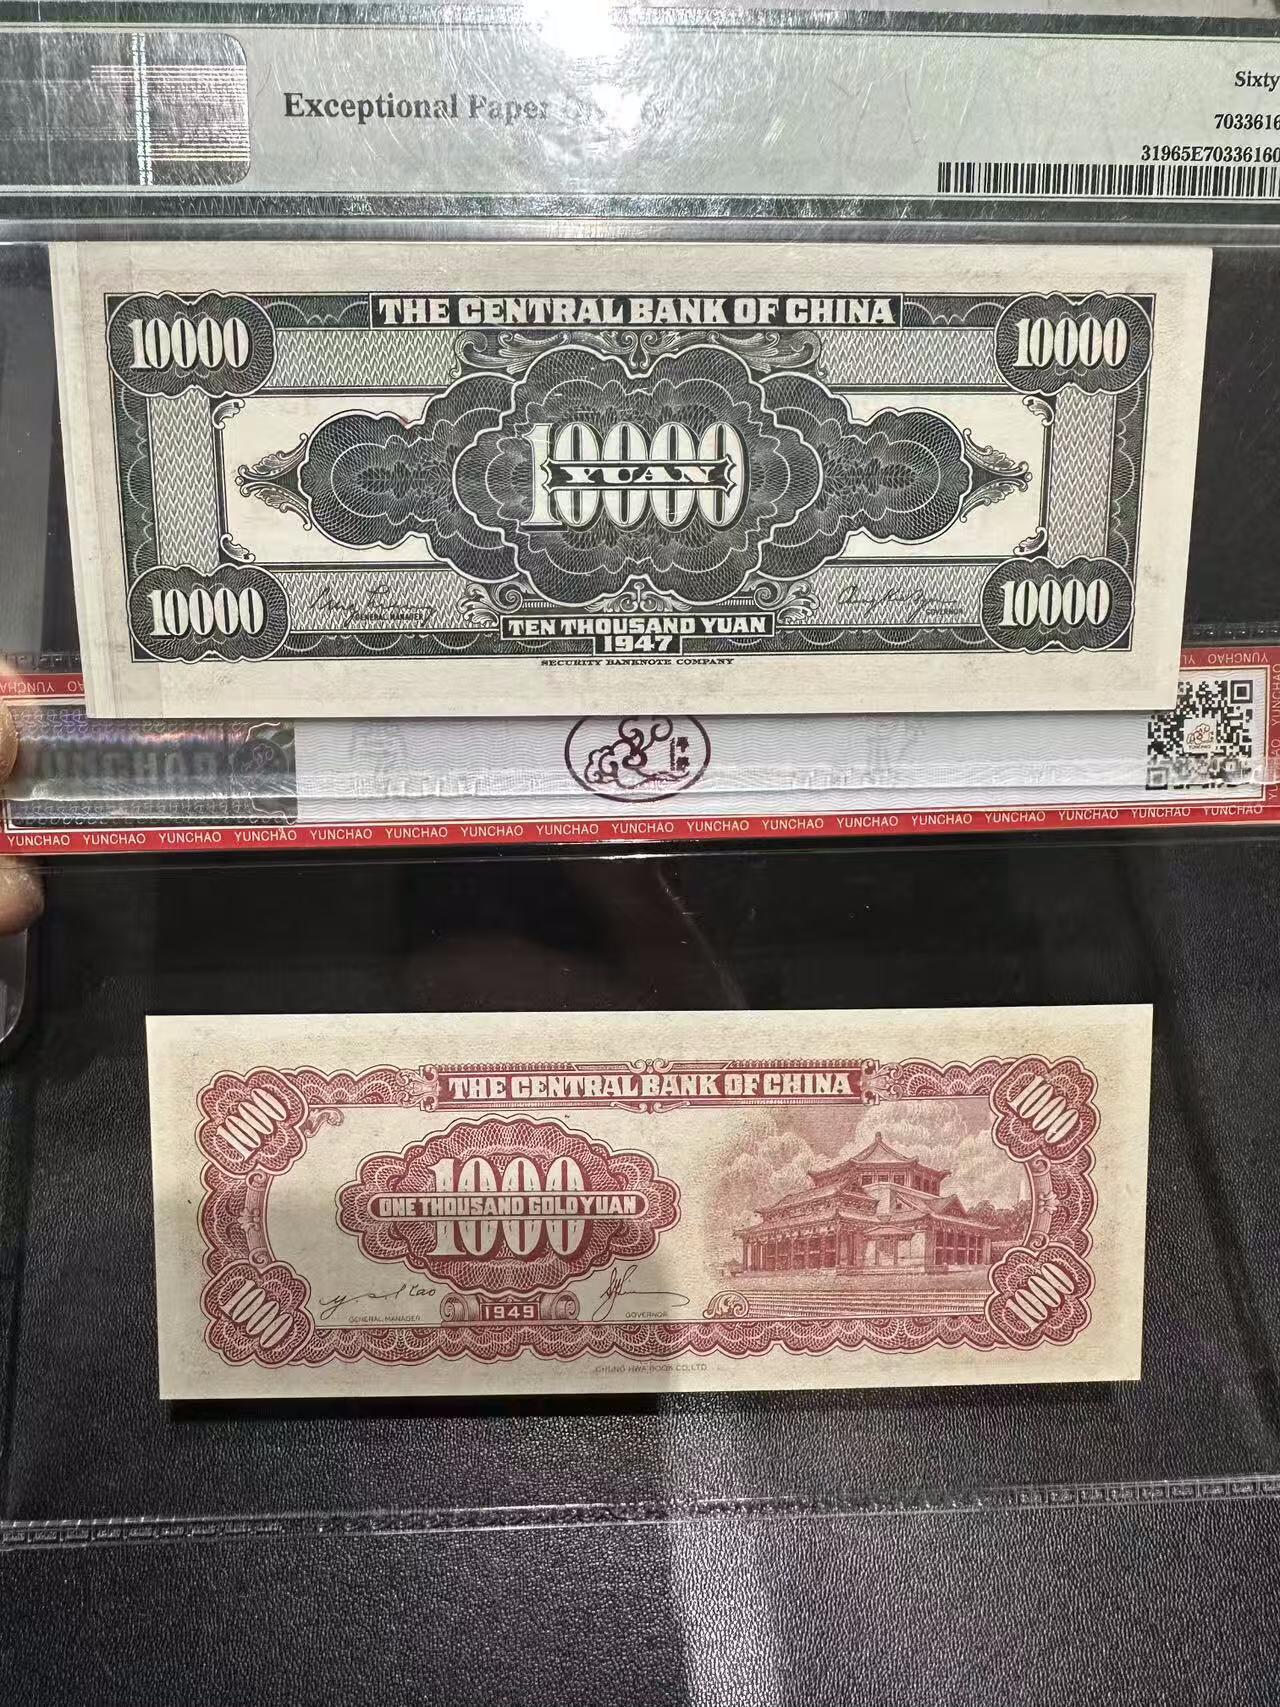 Sixty
Exceptional Paper
7033616
31965E70336160
THE CENTRAL BANK OF CHINA
10000
10000
10000
YUAN
10000
10000
GENERAL MANAGER
GOVERNOR
TEN THOUSAND YUAN
1947
SECURITY BANKNOTE COMPANY
YUNCHAO
YUNCHAO
YUNCHAO YUNCHAO YUNCHAO YUNCHAO YUNCHAO YUNCHAO YUNCHAO YUNCHAO YUNCHAO YUNCHAO YUNCHAO YUNCHAO YUNCHAO YUNCHAO YUNCHAO YUNCHAO
THE CENTRAL BANK OF CHINA
1000
1000
1000
ONE THOUSAND GOLD YUAN
1000
1000
GENERAL MANAGER
1949
GOVERNOR
CHUNG HWA BOOK CO. LTD